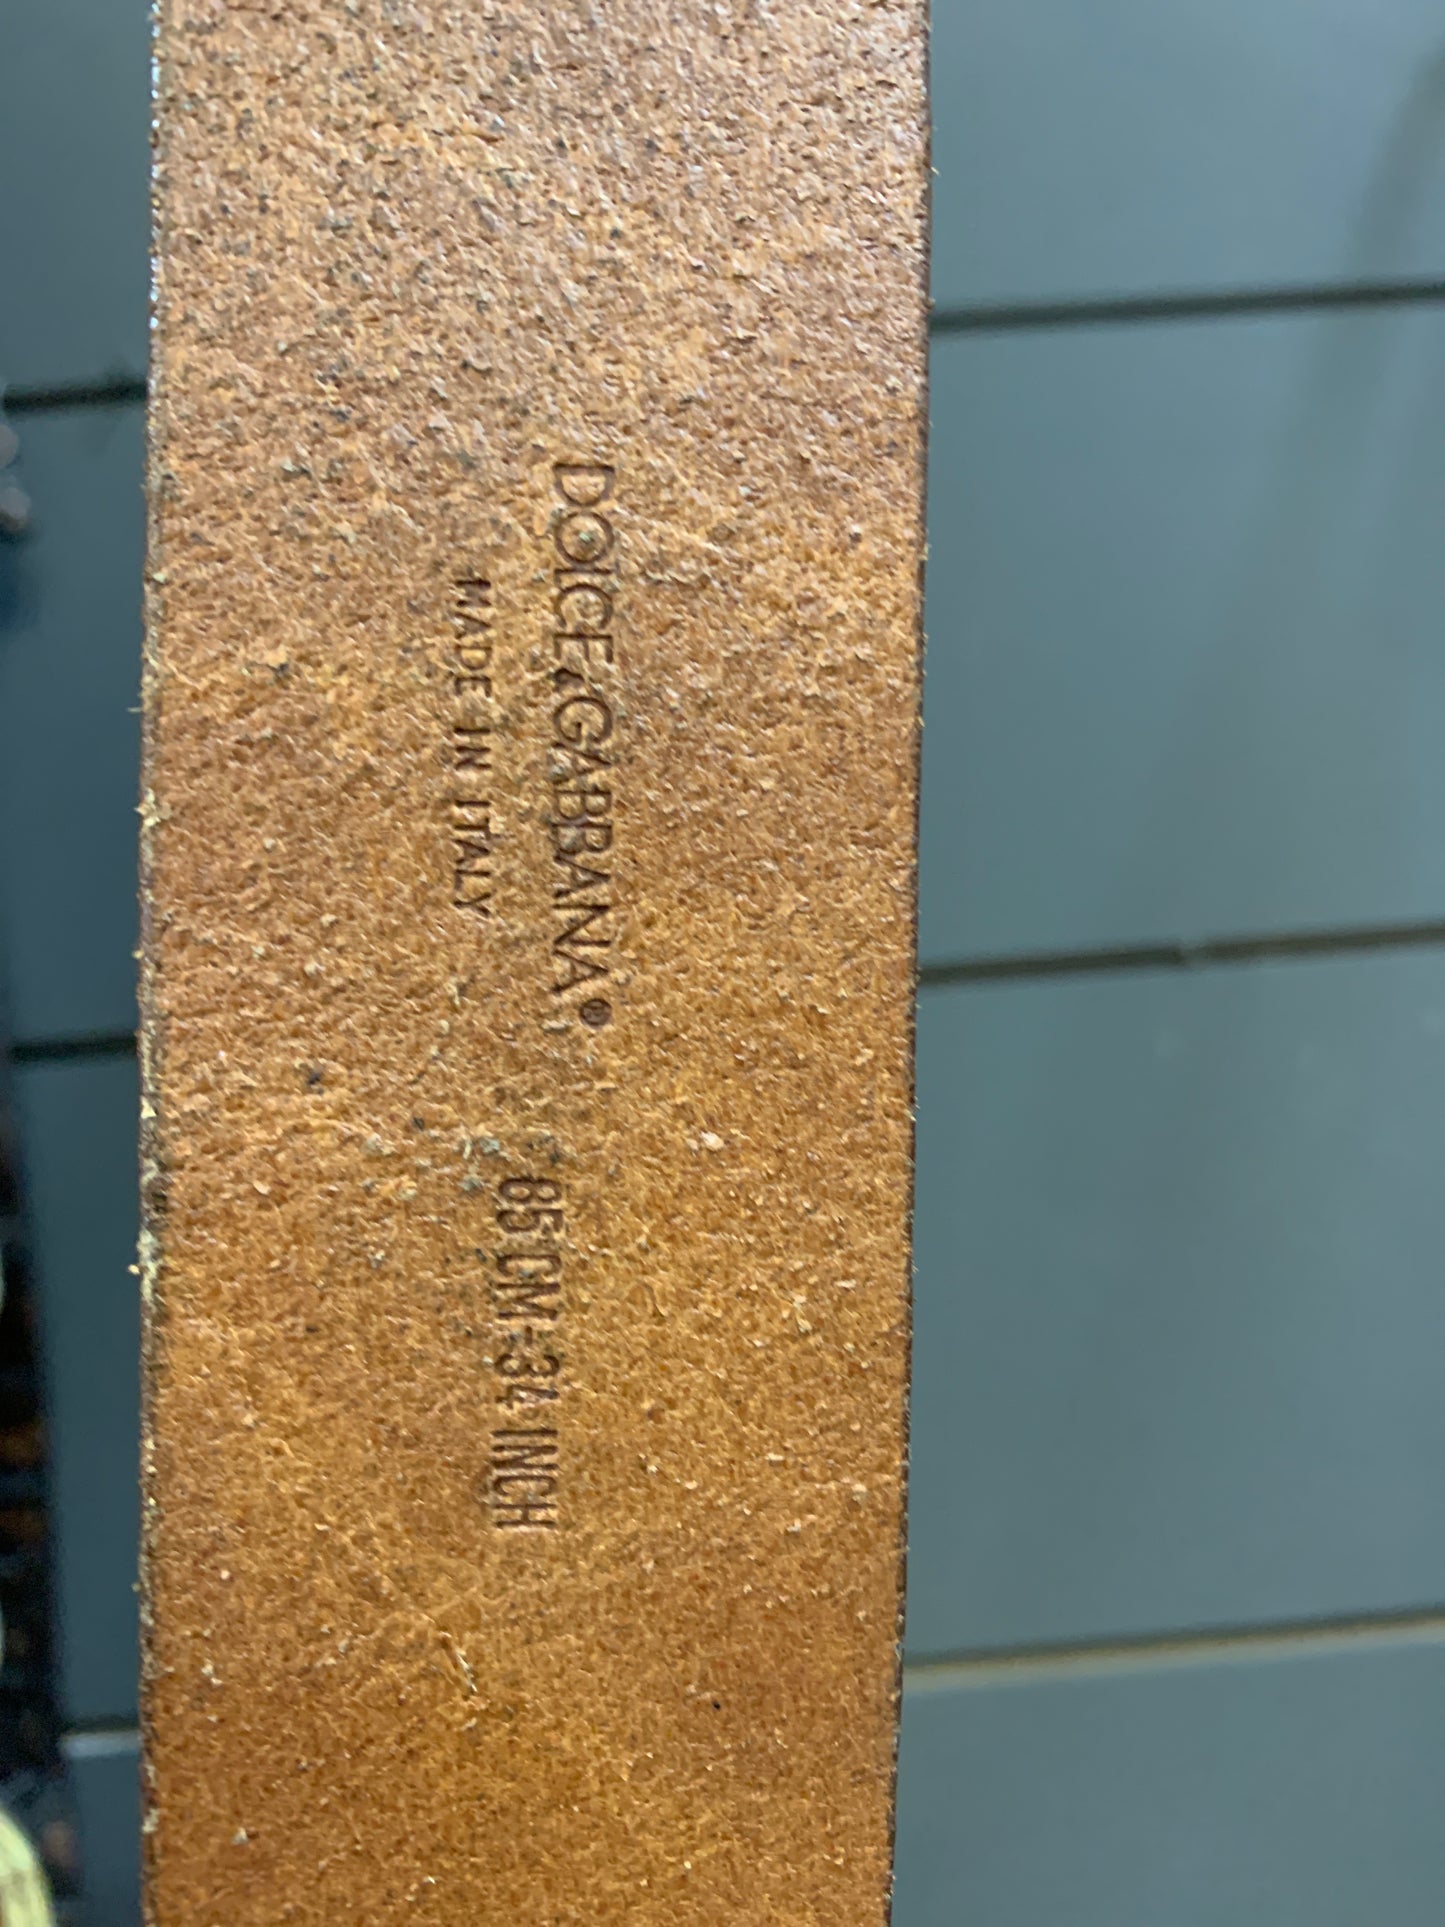 DOLCE & GABBANA®
MADE IN ITALY
85 CM-34 INCH